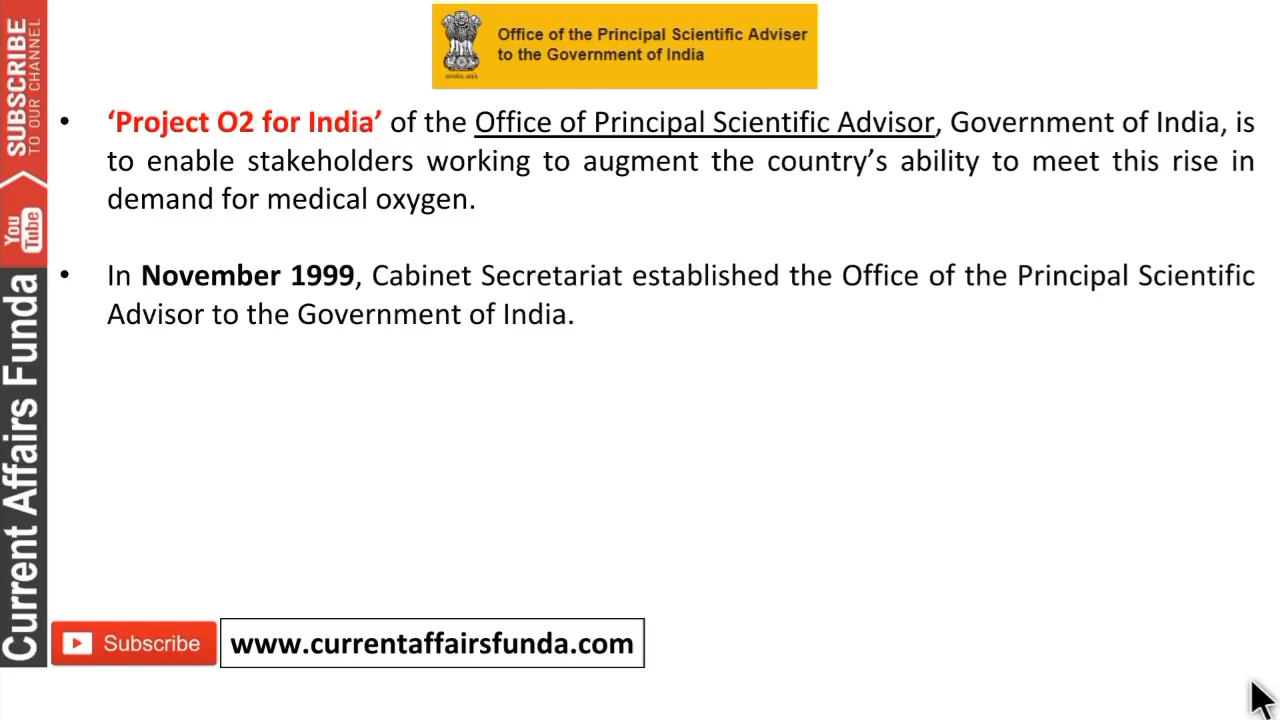 Office of the Principal Scientific Adviser
to the Government of India
• ‘Project O2 for India’ of the Office of Principal Scientific Advisor, Government of India, is
to enable stakeholders working to augment the country’s ability to meet this rise in
demand for medical oxygen.
• In November 1999, Cabinet Secretariat established the Office of the Principal Scientific
Advisor to the Government of India.
SUBSCRIBE
TO OUR CHANNEL
You
Tube
Current Affairs Funda
Subscribe
www.currentaffairsfunda.com